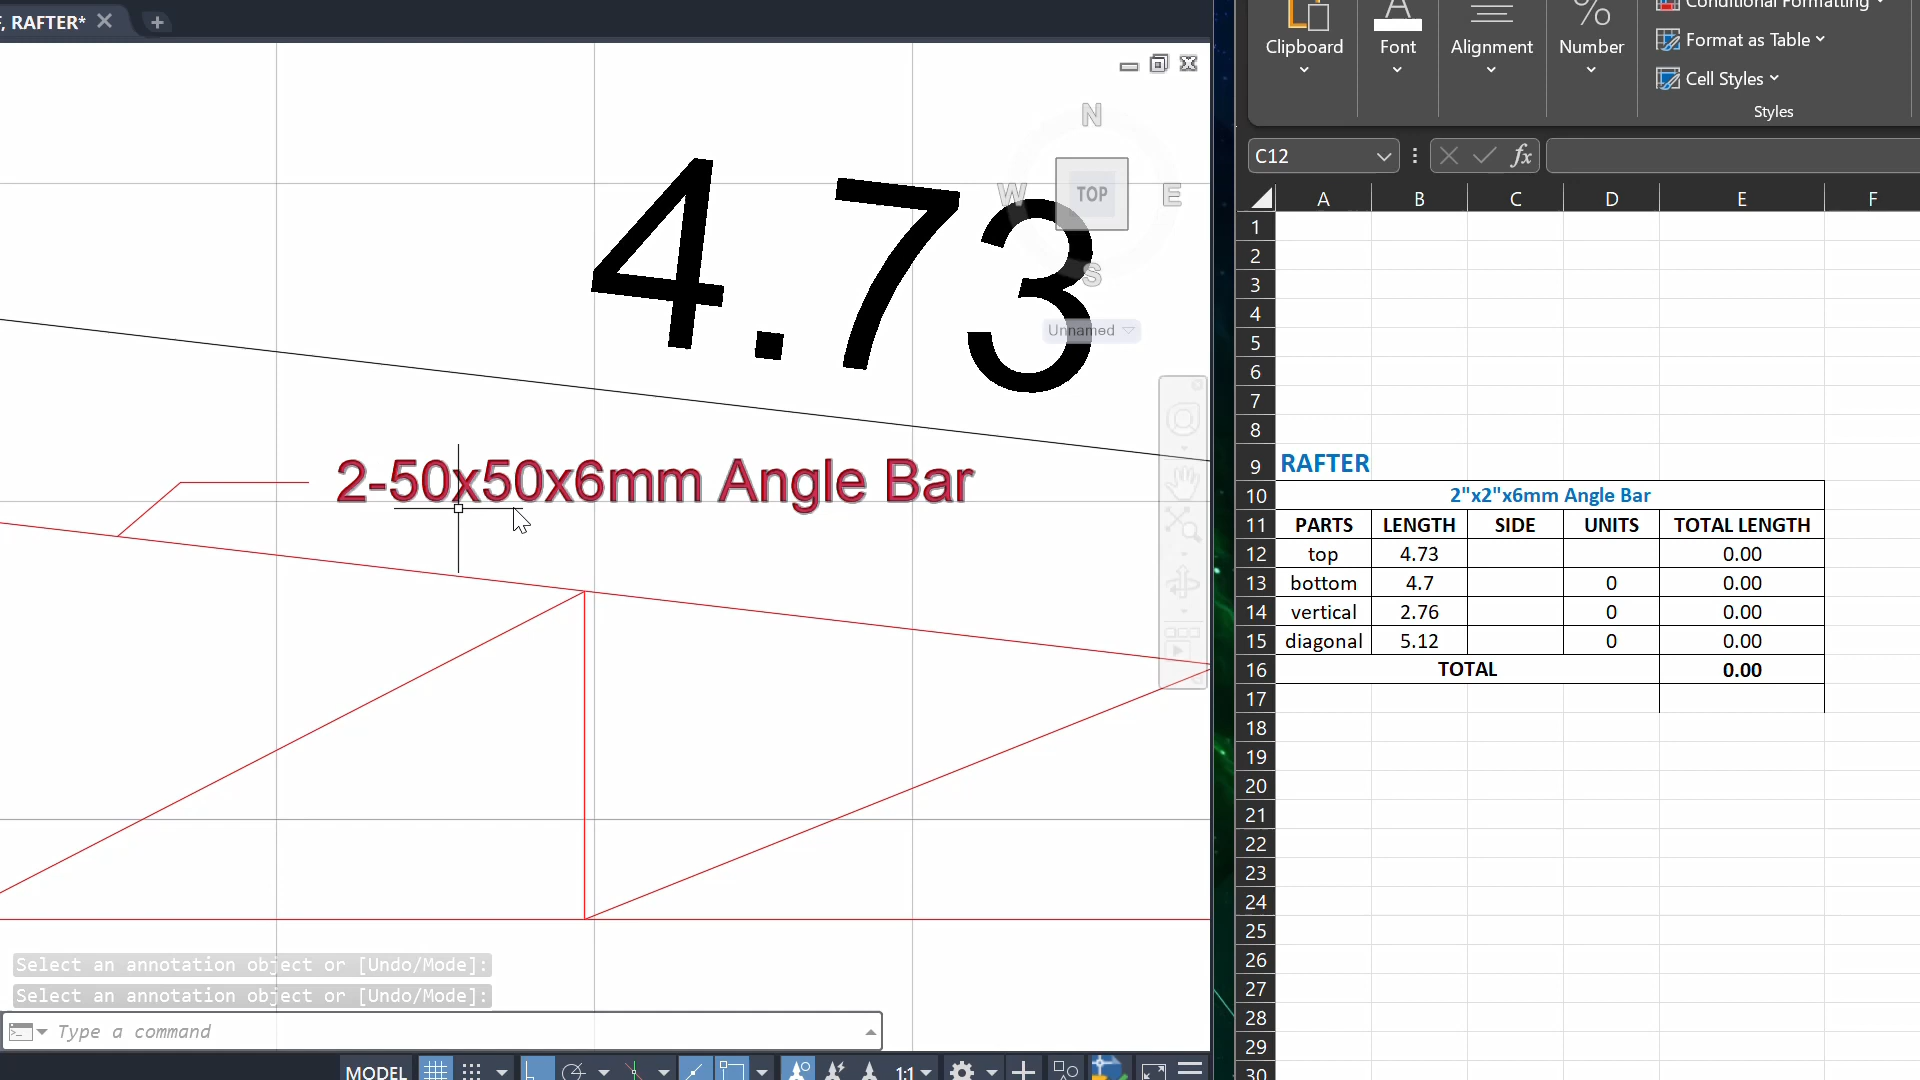 , RAFTER*
N
W
TOP
E
S
Unnamed
4.73
2-50x50x6mm Angle Bar
Select an annotation object or [Undo/Mode]:
Select an annotation object or [Undo/Mode]:
Type a command
MODEL
1:1
Clipboard
Font
Alignment
Number
Conditional Formatting
Format as Table
Cell Styles
Styles
C12
fx
A B C D E F
1
2
3
4
5
6
7
8
9 RAFTER
10 2"x2"x6mm Angle Bar
11 PARTS LENGTH SIDE UNITS TOTAL LENGTH
12 top 4.73 0.00
13 bottom 4.7 0 0.00
14 vertical 2.76 0 0.00
15 diagonal 5.12 0 0.00
16 TOTAL 0.00
17
18
19
20
21
22
23
24
25
26
27
28
29
30